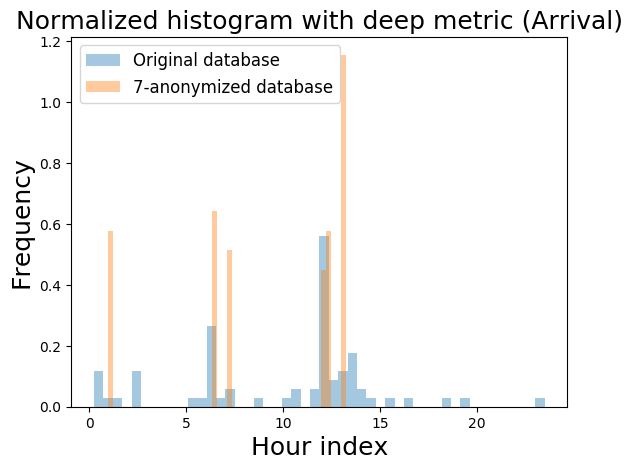 Normalized histogram with deep metric (Arrival)
Original database
7-anonymized database
Frequency
1.2
1.0
0.8
0.6
0.4
0.2
0.0
0 5 10 15 20
Hour index